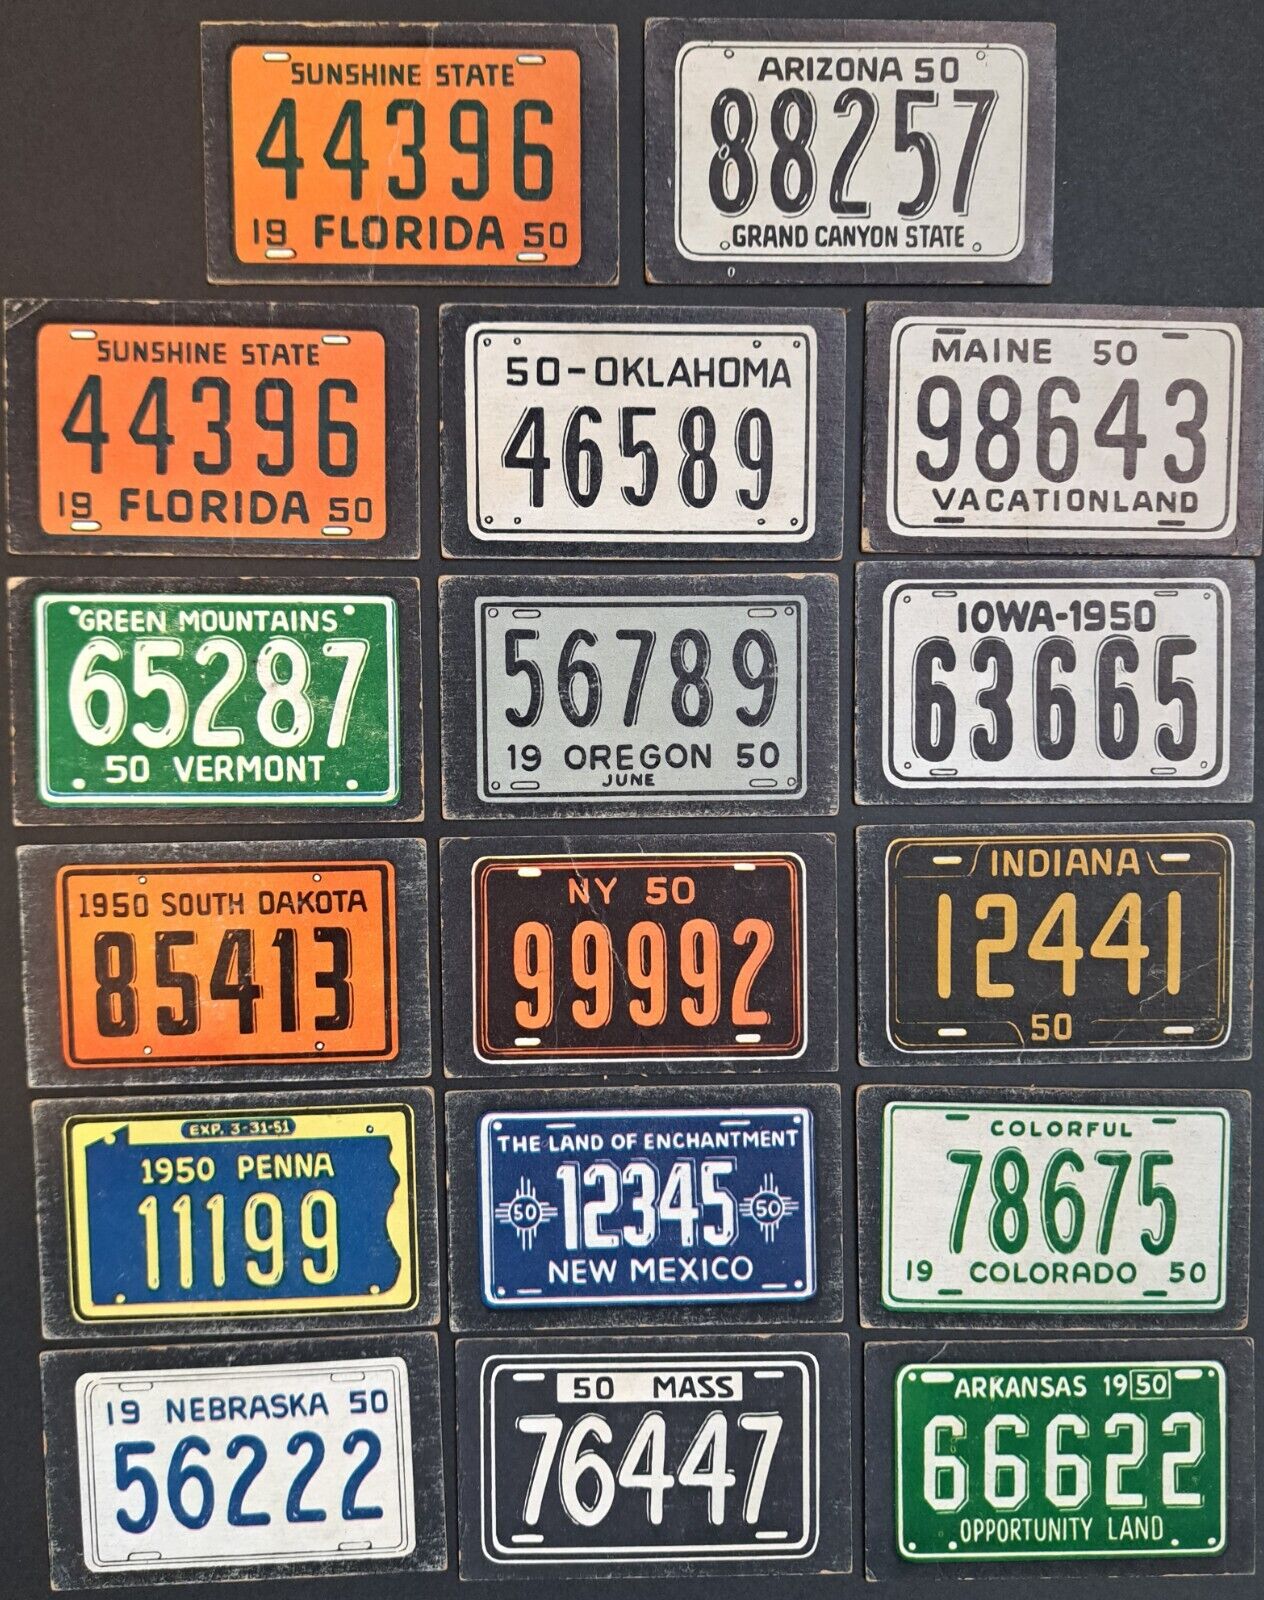 SUNSHINE STATE
44396
19 FLORIDA 50
ARIZONA 50
88257
GRAND CANYON STATE
SUNSHINE STATE
44396
19 FLORIDA 50
50-OKLAHOMA
46589
MAINE 50
98643
VACATIONLAND
GREEN MOUNTAINS
65287
50 VERMONT
56789
19 OREGON 50
JUNE
IOWA-1950
63665
1950 SOUTH DAKOTA
85413
NY 50
99992
INDIANA
12441
50
EXP. 3-31-51
1950 PENNA
11199
THE LAND OF ENCHANTMENT
50 12345 50
NEW MEXICO
COLORFUL
78675
19 COLORADO 50
19 NEBRASKA 50
56222
50 MASS
76447
ARKANSAS 1950
66622
OPPORTUNITY LAND